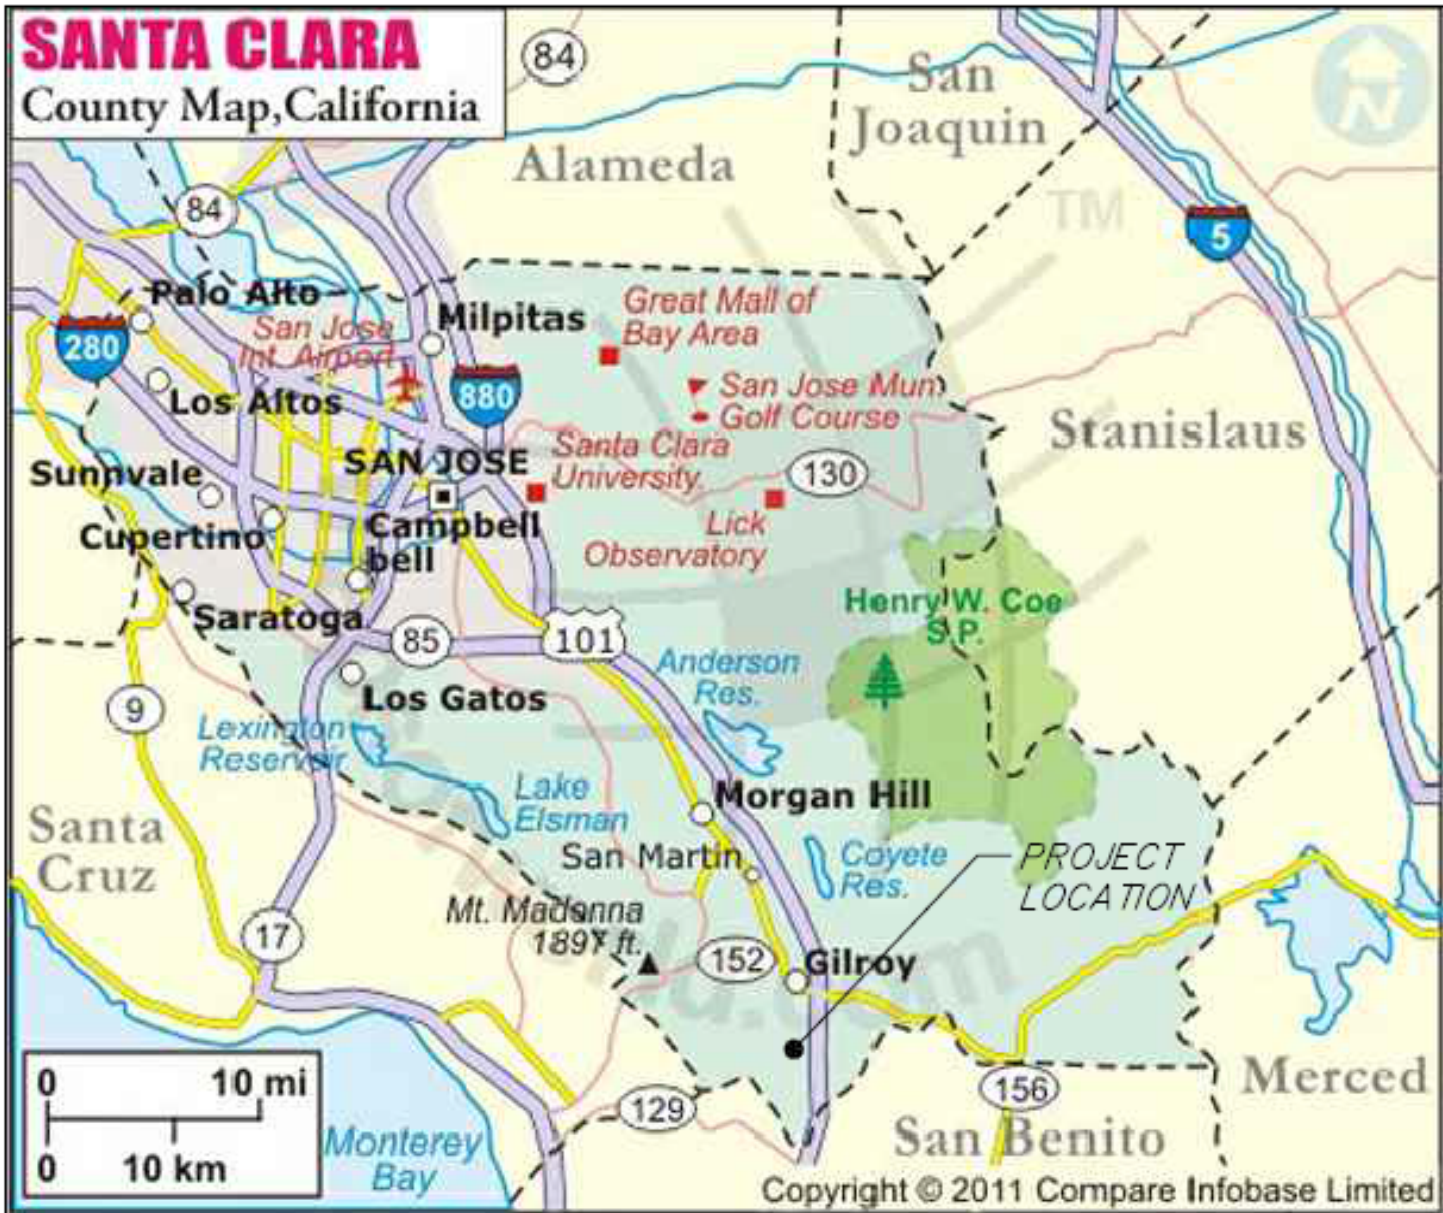 SANTA CLARA
County Map,California
84
San
Joaquin
Alameda
84
TM
N
5
Palo Alto
Great Mall of
Bay Area
San Jose
Int. Airport
Milpitas
280
880
San Jose Mun.
Golf Course
Los Altos
Stanislaus
Santa Clara
University
SAN JOSE
130
Sunnvale
Lick
Observatory
Campbell
bell
Cupertino
Henry W. Coe
S.P.
Saratoga
85
101
Anderson
Res.
Los Gatos
9
Lexington
Reservoir
Lake
Elsman
Morgan Hill
Santa
Cruz
San Martin
Coyete
Res.
PROJECT
LOCATION
Mt. Madonna
1897 ft.
17
152
Gilroy
0 10 mi
0 10 km
156
Merced
129
San Benito
Monterey
Bay
Copyright © 2011 Compare Infobase Limited